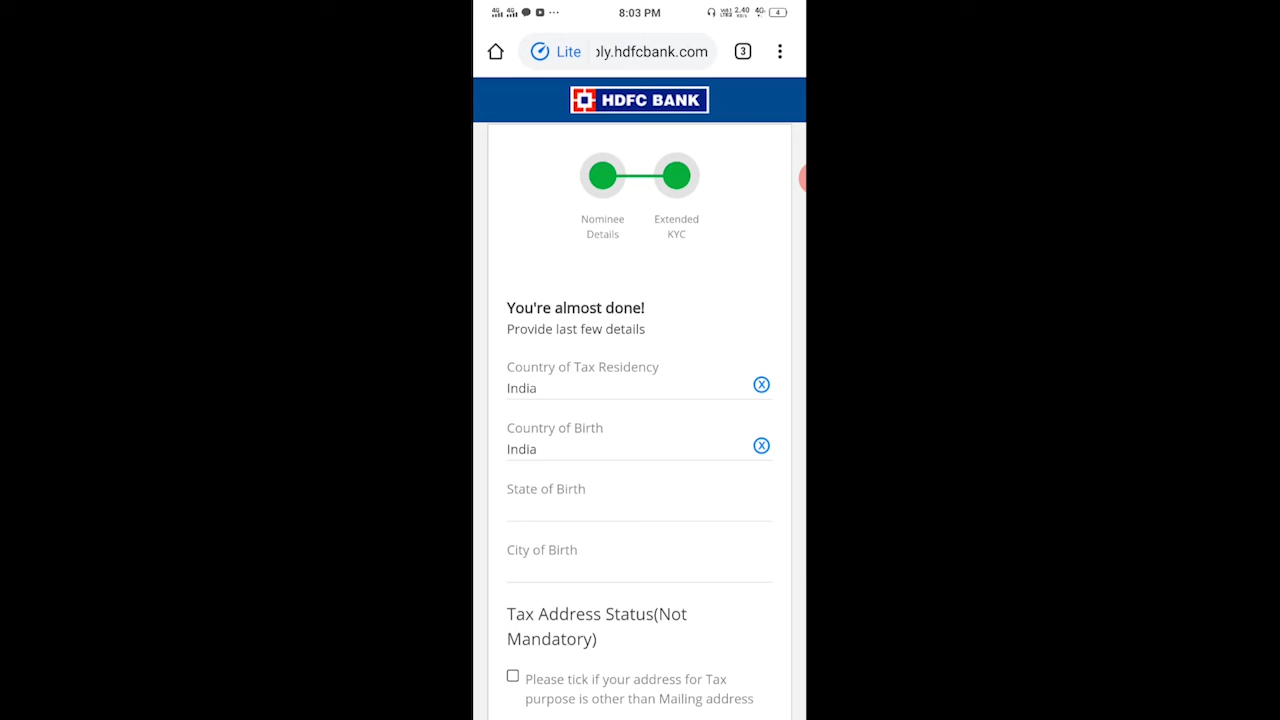 8:03 PM
2.40
4G
4
Lite
ply.hdfcbank.com
3
HDFC BANK
Nominee
Details
Extended
KYC
You're almost done!
Provide last few details
Country of Tax Residency
India
X
Country of Birth
India
X
State of Birth
City of Birth
Tax Address Status(Not
Mandatory)
Please tick if your address for Tax
purpose is other than Mailing address